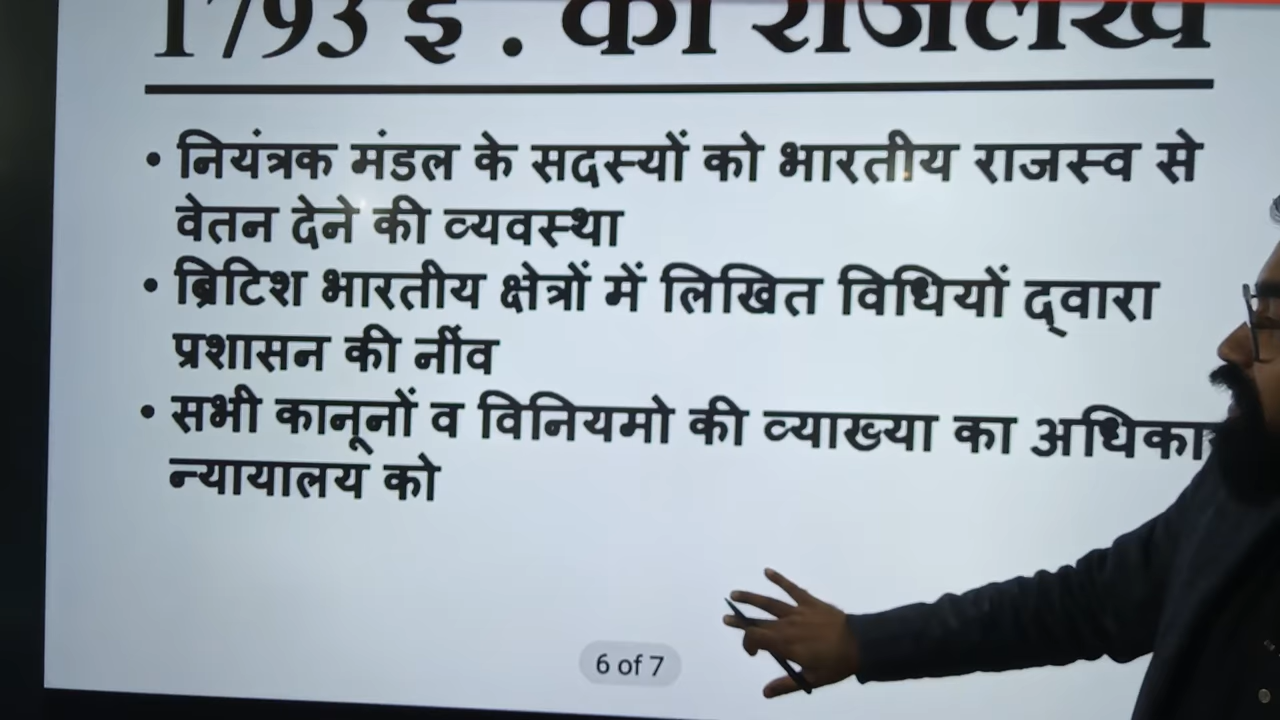 1793 ई . का राजलेख
• नियंत्रक मंडल के सदस्यों को भारतीय राजस्व से
वेतन देने की व्यवस्था
• ब्रिटिश भारतीय क्षेत्रों में लिखित विधियों द्वारा
प्रशासन की नींव
• सभी कानूनों व विनियमो की व्याख्या का अधिकार
न्यायालय को
6 of 7